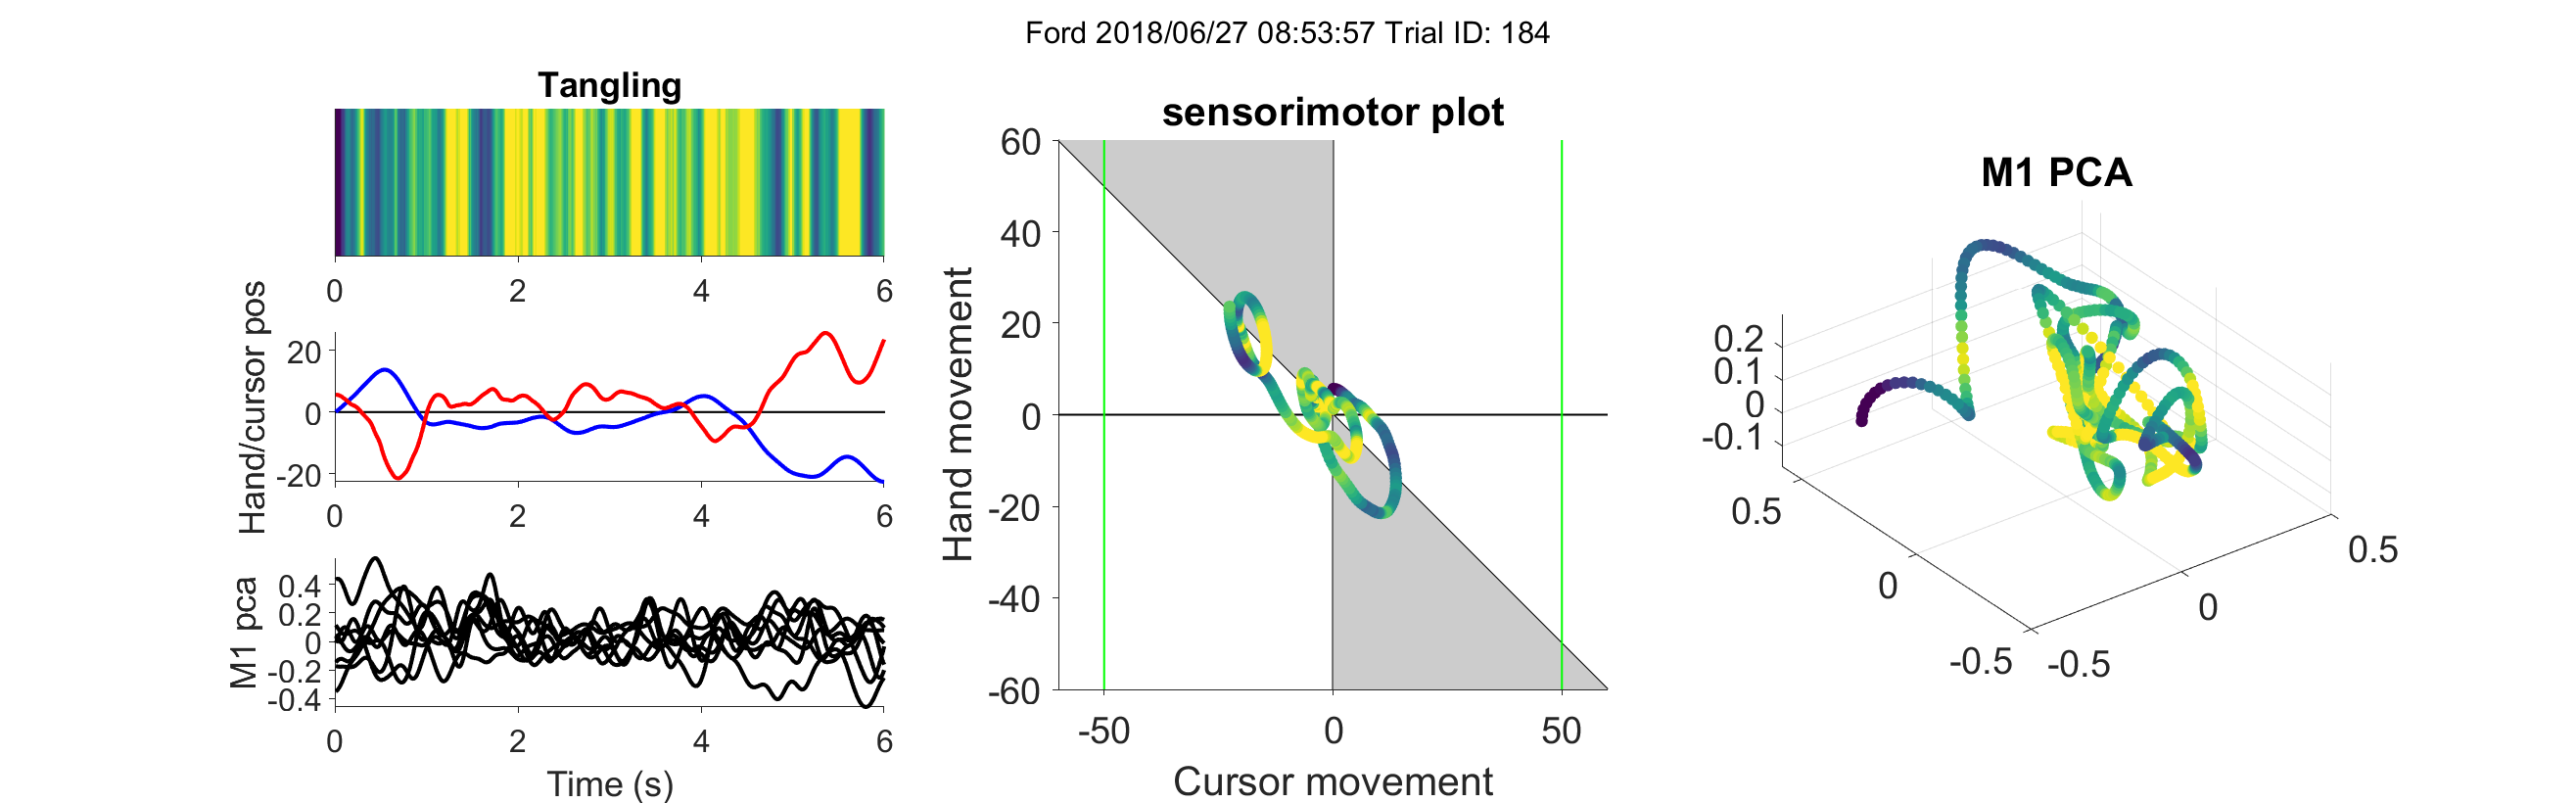 Ford 2018/06/27 08:53:57 Trial ID: 184
Tangling
0 2 4 6
Hand/cursor pos
20
0
-20
0 2 4 6
M1 pca
0.4
0.2
0
-0.2
-0.4
0 2 4 6
Time (s)
sensorimotor plot
Hand movement
60
40
20
0
-20
-40
-60
-50 0 50
Cursor movement
M1 PCA
0.2
0.1
0
-0.1
0.5
0
-0.5
-0.5
0
0.5